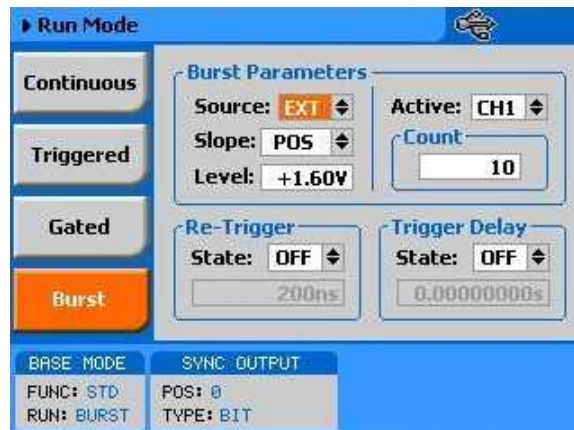 Run Mode
Continuous
Triggered
Gated
Burst
Burst Parameters
Source: EXT
Slope: POS
Level: +1.60V
Active: CH1
Count
10
Re-Trigger
State: OFF
200ns
Trigger Delay
State: OFF
0.00000000s
BASE MODE
FUNC: STD
RUN: BURST
SYNC OUTPUT
POS: 0
TYPE: BIT